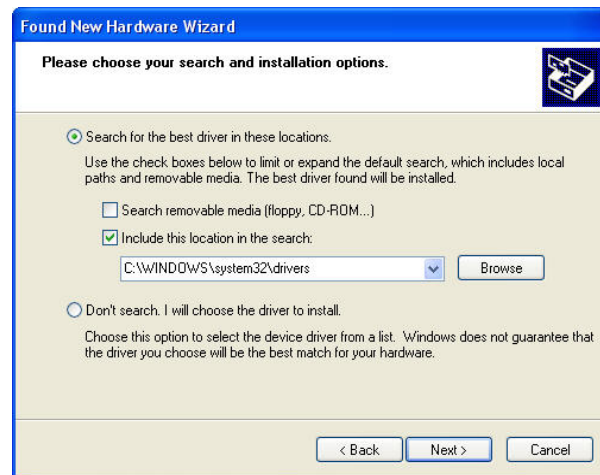 Found New Hardware Wizard
Please choose your search and installation options.
Search for the best driver in these locations.
Use the check boxes below to limit or expand the default search, which includes local
paths and removable media. The best driver found will be installed.
Search removable media (floppy, CD-ROM...)
Include this location in the search:
C:\WINDOWS\system32\drivers
Browse
Don't search. I will choose the driver to install.
Choose this option to select the device driver from a list. Windows does not guarantee that
the driver you choose will be the best match for your hardware.
< Back
Next >
Cancel